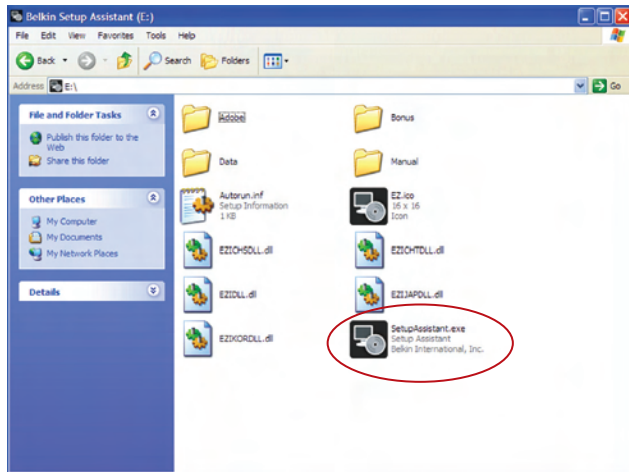 Belkin Setup Assistant (E:)
File Edit View Favorites Tools Help
Back Search Folders
Address E:\ Go
File and Folder Tasks
Publish this folder to the
Web
Share this folder
Other Places
My Computer
My Documents
My Network Places
Details
Adobe
Bonus
Data
Manual
Autorun.inf
Setup Information
1 KB
EZ.ico
16 x 16
Icon
EZICHSDLL.dll
EZICHTDLL.dll
EZIDLL.dll
EZIJAPDLL.dll
EZIKORDLL.dll
SetupAssistant.exe
Setup Assistant
Belkin International, Inc.